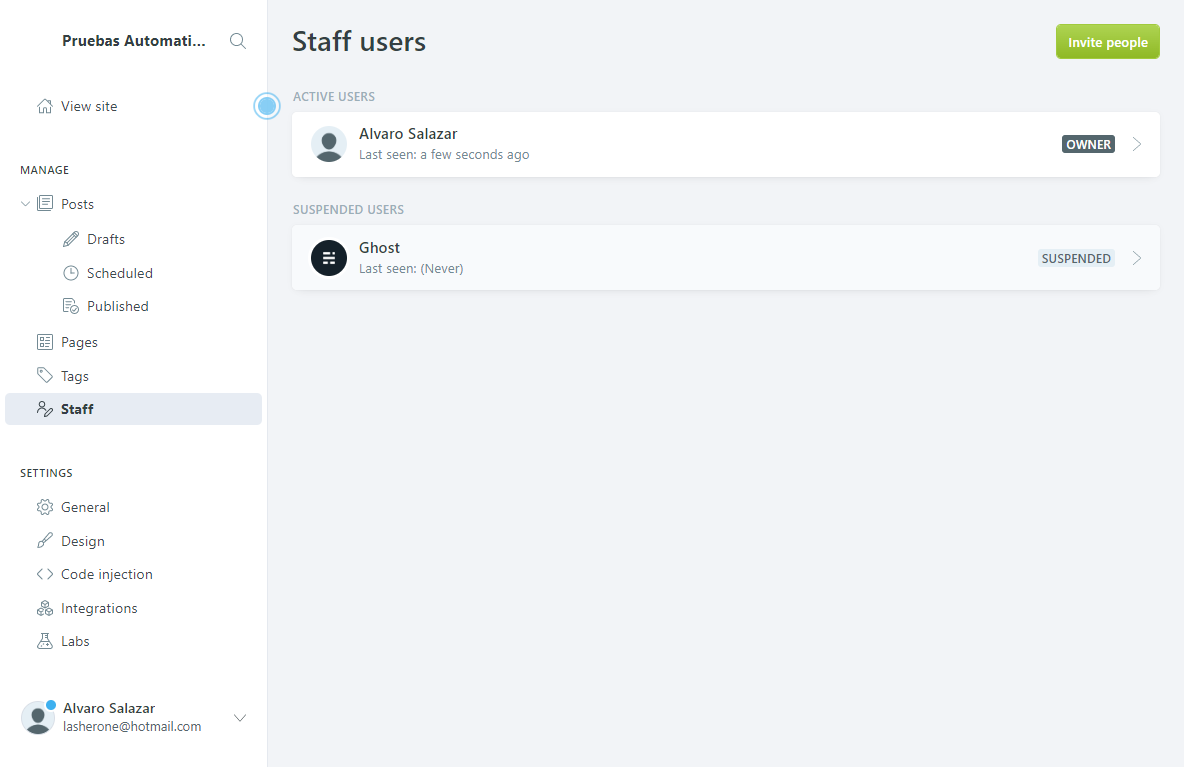 Pruebas Automati...
View site
MANAGE
Posts
Drafts
Scheduled
Published
Pages
Tags
Staff
SETTINGS
General
Design
Code injection
Integrations
Labs
Alvaro Salazar
lasherone@hotmail.com
Staff users
Invite people
ACTIVE USERS
Alvaro Salazar
Last seen: a few seconds ago
OWNER
SUSPENDED USERS
Ghost
Last seen: (Never)
SUSPENDED